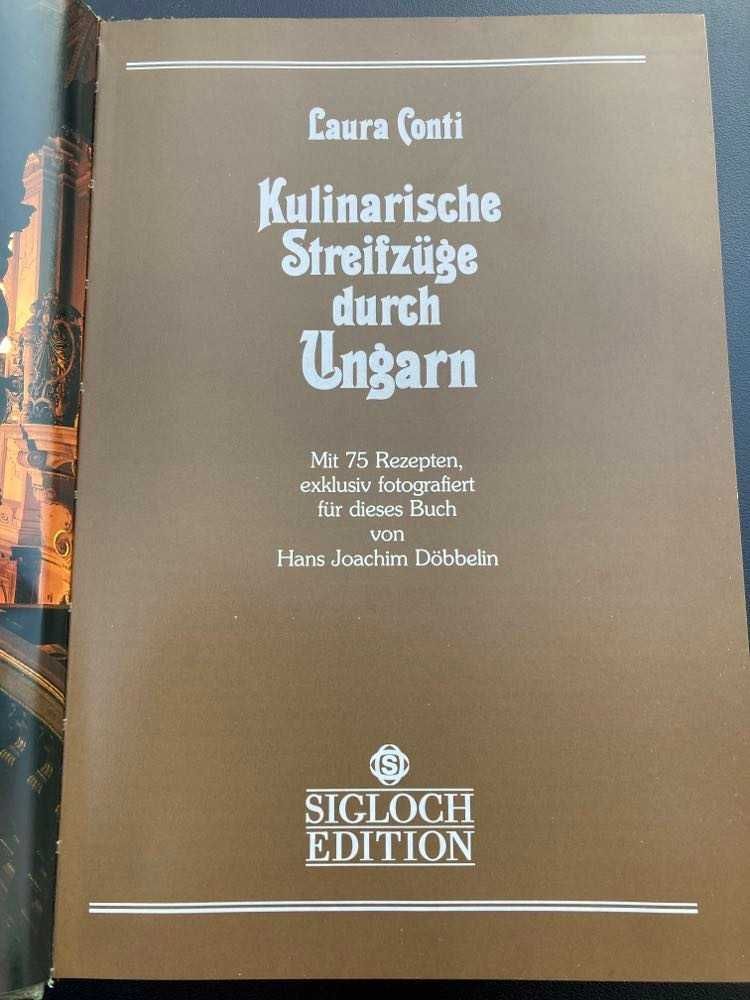 Laura Conti
Kulinarische
Streifzüge
durch
Ungarn
Mit 75 Rezepten,
exklusiv fotografiert
für dieses Buch
von
Hans Joachim Döbbelin
S
SIGLOCH
EDITION